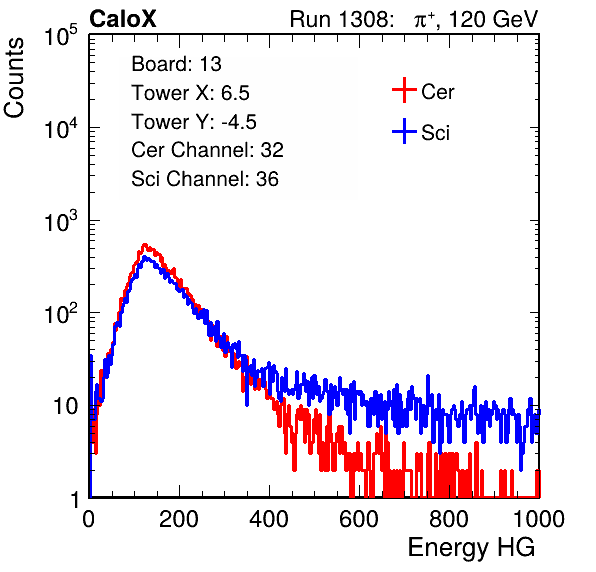 CaloX Run 1308: π⁺, 120 GeV
Counts
10⁵
10⁴
10³
10²
10
1
Board: 13
Tower X: 6.5
Tower Y: -4.5
Cer Channel: 32
Sci Channel: 36
Cer
Sci
0 200 400 600 800 1000
Energy HG